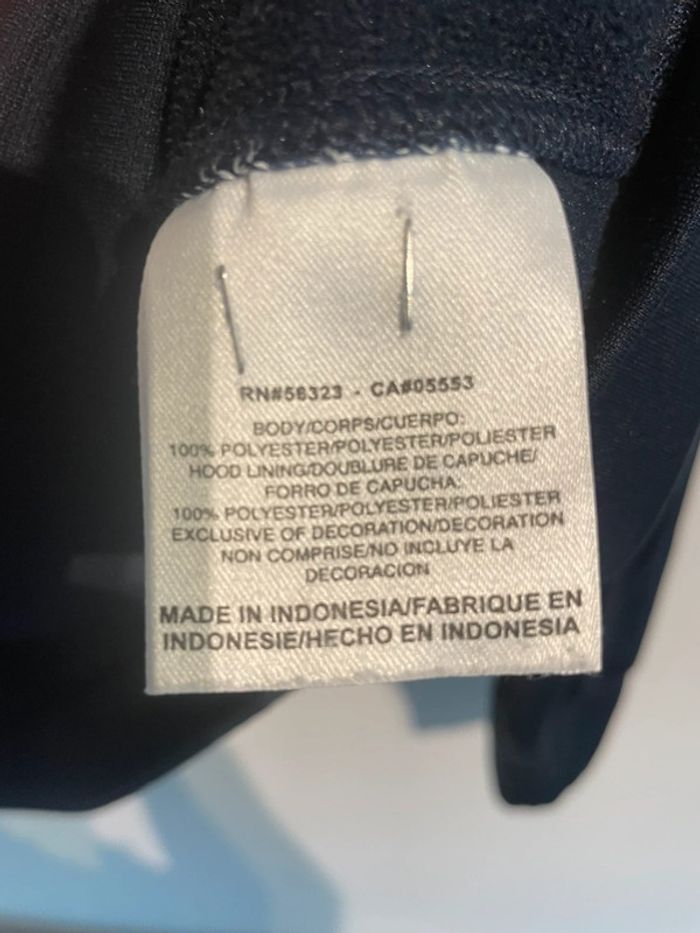 RN#56323 - CA#05553
BODY/CORPS/CUERPO:
100% POLYESTER/POLYESTER/POLIESTER
HOOD LINING/DOUBLURE DE CAPUCHE/
FORRO DE CAPUCHA:
100% POLYESTER/POLYESTER/POLIESTER
EXCLUSIVE OF DECORATION/DECORATION
NON COMPRISE/NO INCLUYE LA
DECORACION
MADE IN INDONESIA/FABRIQUE EN
INDONESIE/HECHO EN INDONESIA